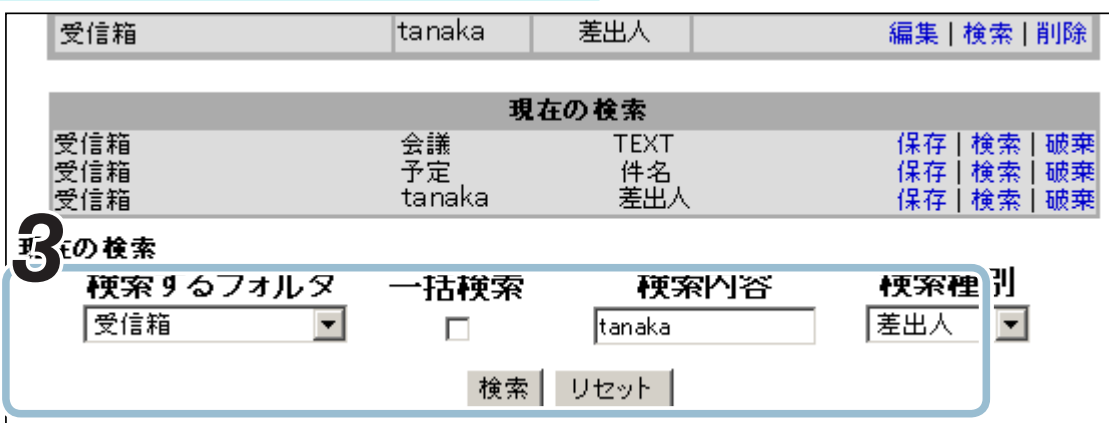 受信箱 tanaka 差出人 編集 | 検索 | 削除
現在の検索
受信箱 会議 TEXT 保存 | 検索 | 破棄
受信箱 予定 件名 保存 | 検索 | 破棄
受信箱 tanaka 差出人 保存 | 検索 | 破棄
現在の検索
3
検索するフォルダ 一括検索 検索内容 検索種別
受信箱 tanaka 差出人
検索 リセット